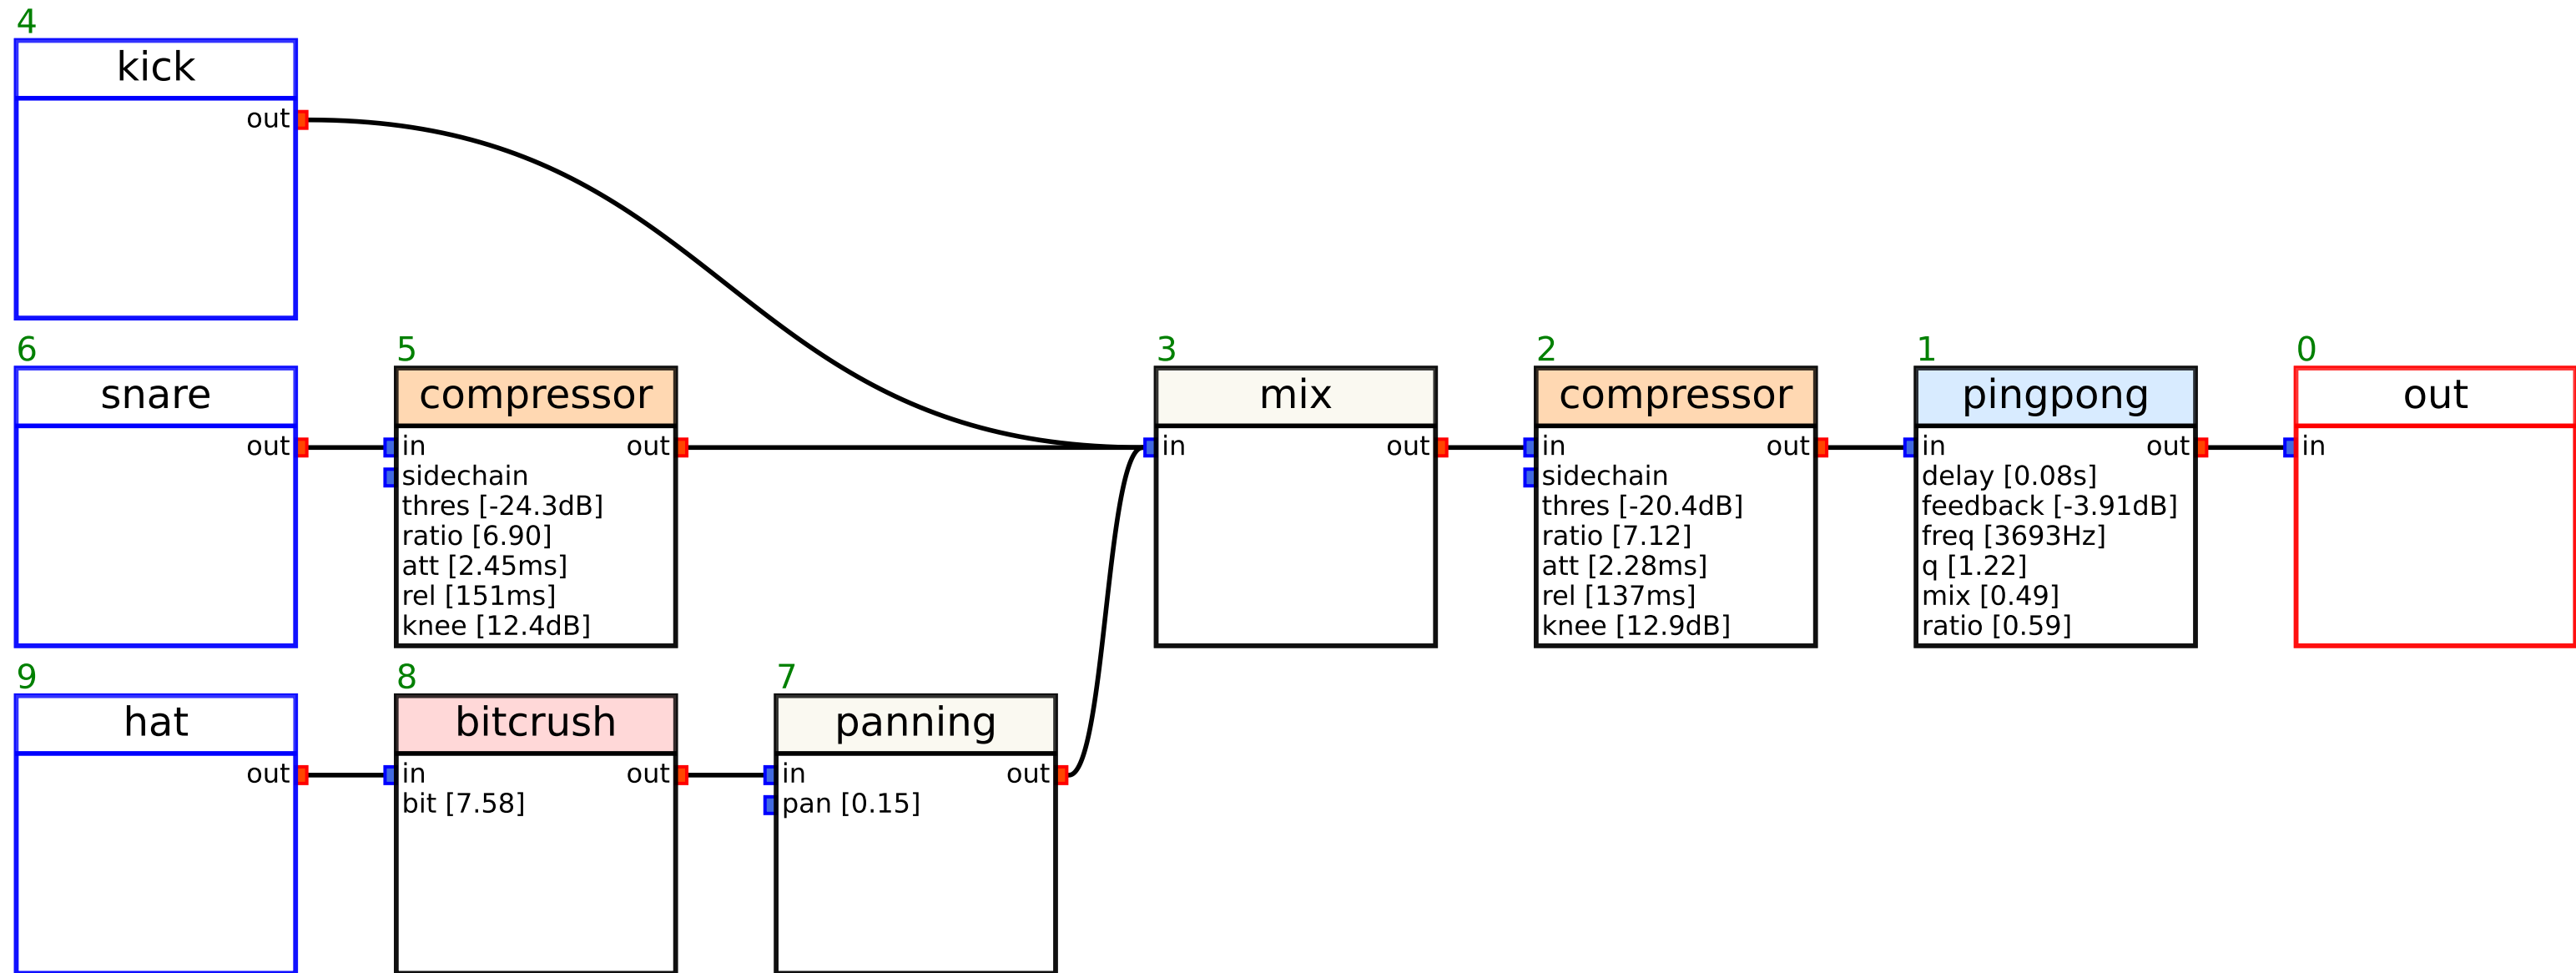 4
kick
out
6
snare
out
5
compressor
in out
sidechain
thres [-24.3dB]
ratio [6.90]
att [2.45ms]
rel [151ms]
knee [12.4dB]
3
mix
in out
2
compressor
in out
sidechain
thres [-20.4dB]
ratio [7.12]
att [2.28ms]
rel [137ms]
knee [12.9dB]
1
pingpong
in out
delay [0.08s]
feedback [-3.91dB]
freq [3693Hz]
q [1.22]
mix [0.49]
ratio [0.59]
0
out
in
9
hat
out
8
bitcrush
in out
bit [7.58]
7
panning
in out
pan [0.15]